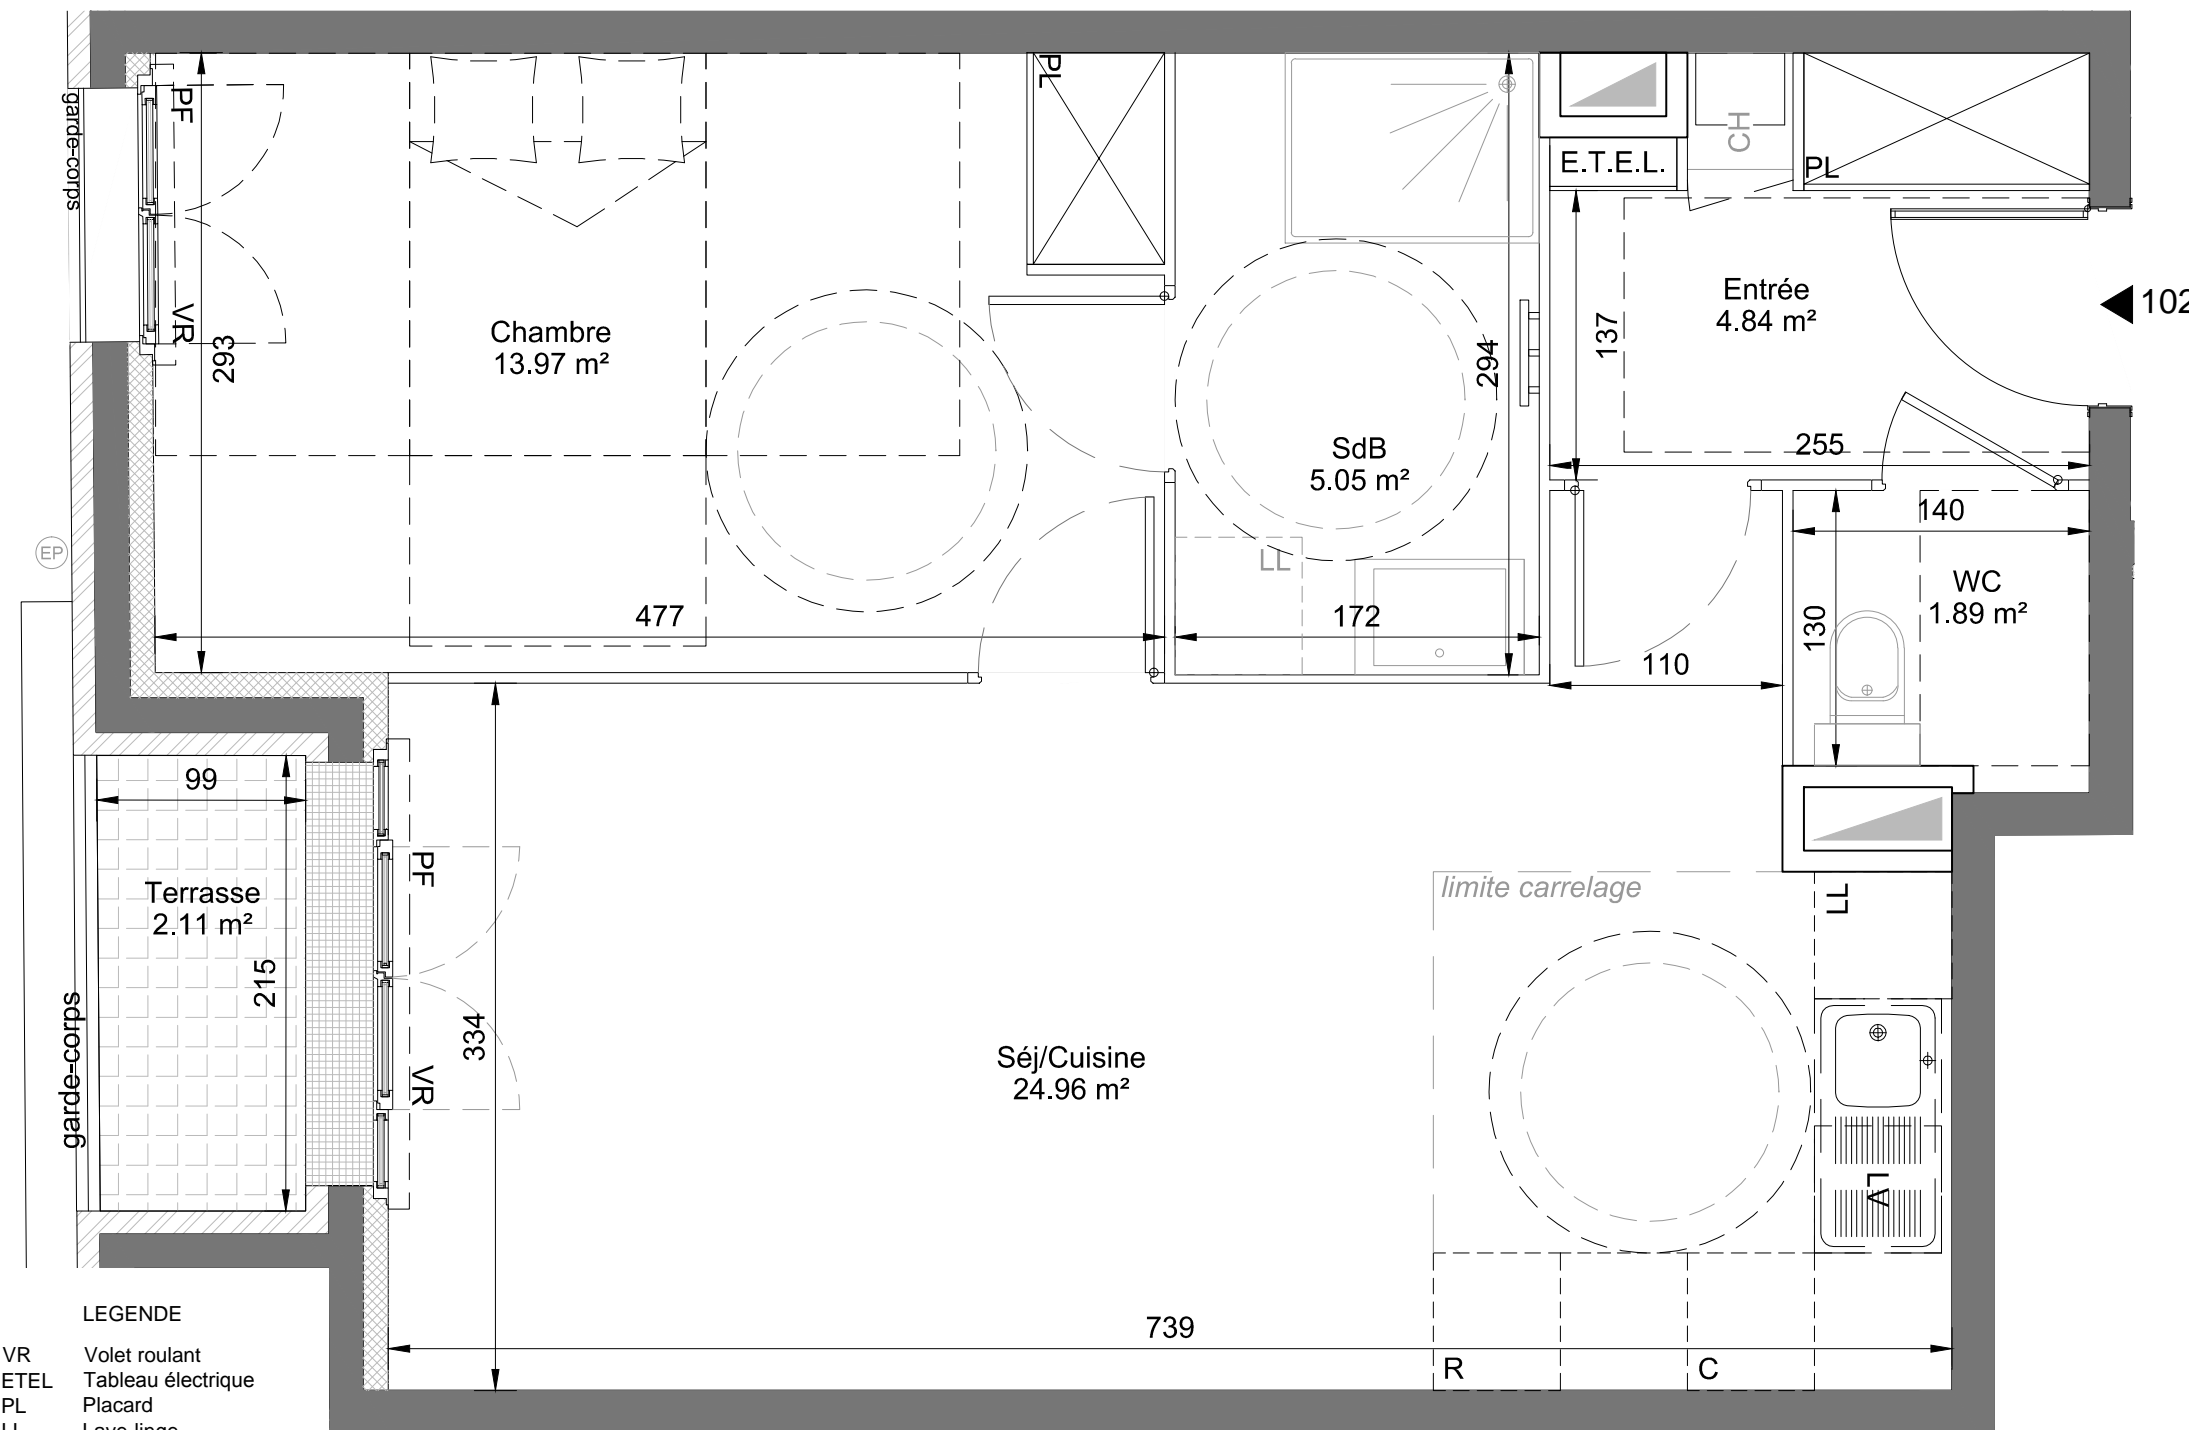 garde-corps
PF
VR
293
Chambre
13.97 m²
477
PL
294
SdB
5.05 m²
LL
172
E.T.E.L.
CH
PL
137
Entrée
4.84 m²
102
255
140
WC
1.89 m²
130
110
EP
99
Terrasse
2.11 m²
215
garde-corps
PF
VR
334
Séj/Cuisine
24.96 m²
limite carrelage
LL
LV
739
R
C
LEGENDE
VR Volet roulant
ETEL Tableau électrique
PL Placard
LL Lave linge